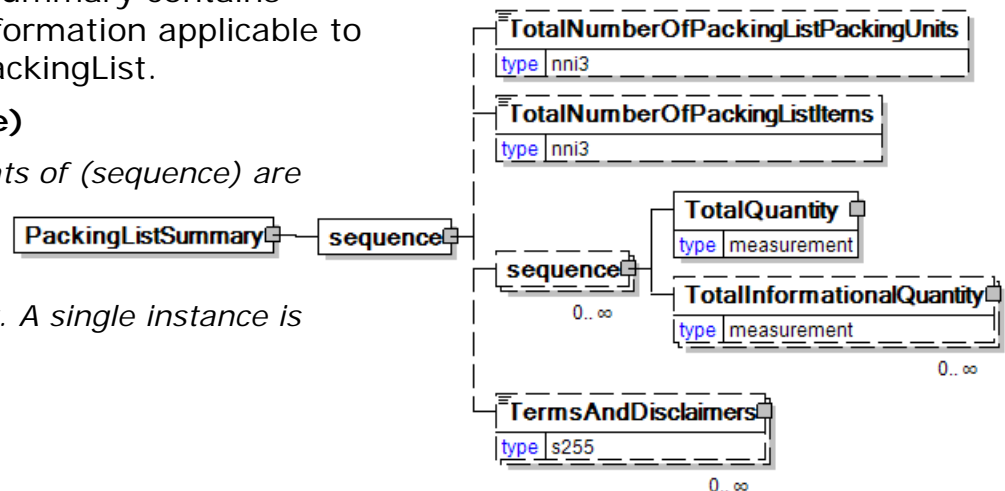 ummary contains
formation applicable to
ackingList.
e)
nts of (sequence) are
. A single instance is
PackingListSummary
sequence
TotalNumberOfPackingListPackingUnits
type nni3
TotalNumberOfPackingListItems
type nni3
sequence
0.. ∞
TotalQuantity
type measurement
TotalInformationalQuantity
type measurement
0.. ∞
TermsAndDisclaimers
type s255
0.. ∞